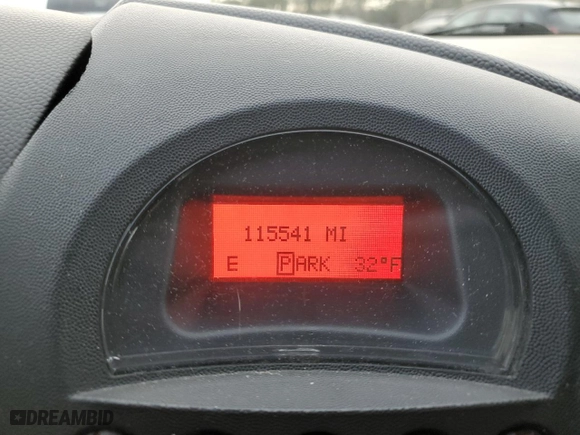 115541 MI
E PARK 32°F
DREAMBID